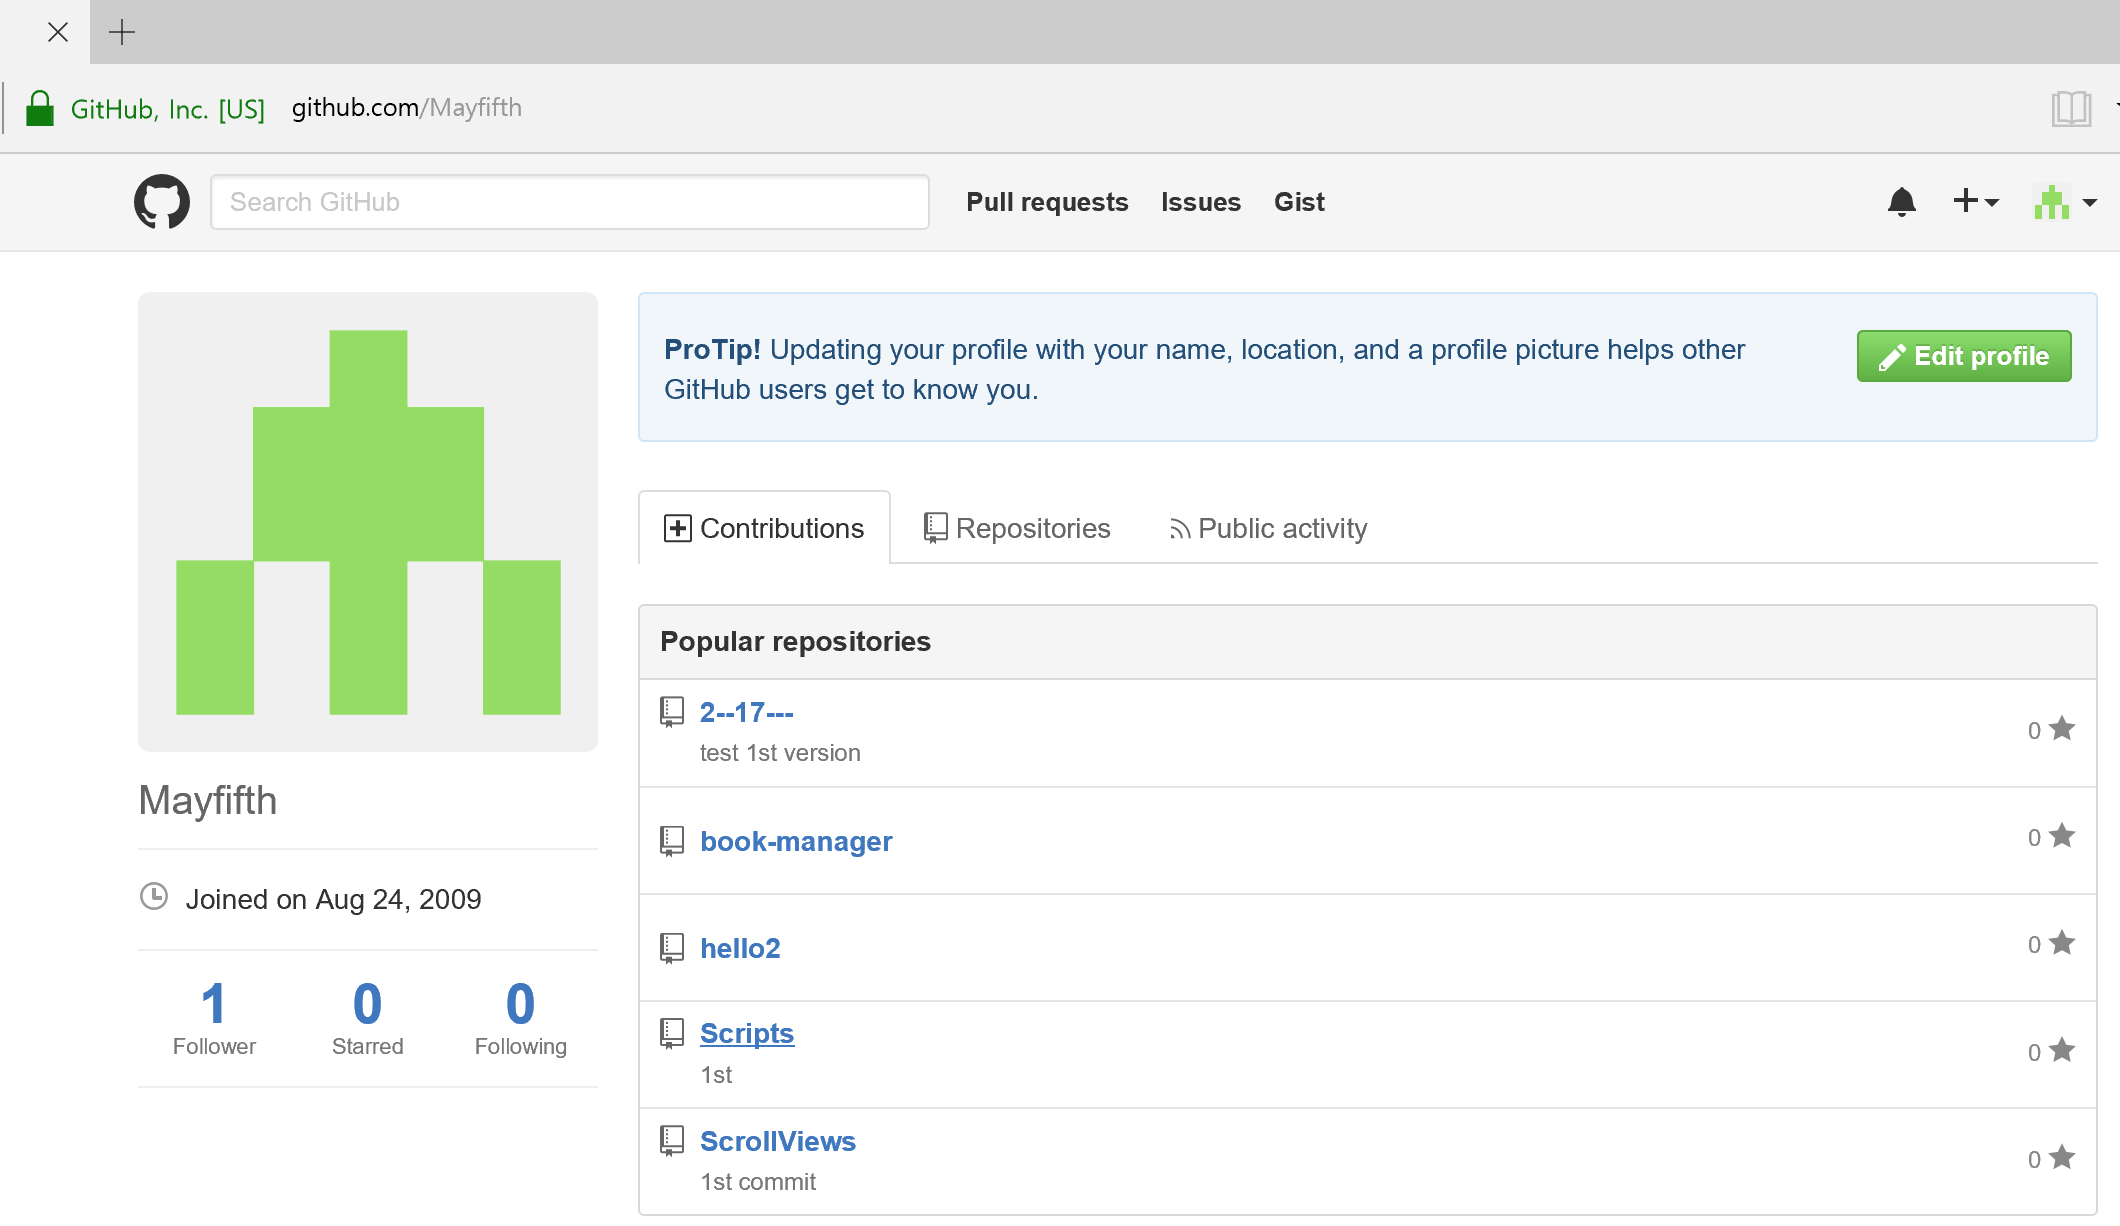 GitHub, Inc. [US] github.com/Mayfifth
Search GitHub Pull requests Issues Gist
ProTip! Updating your profile with your name, location, and a profile picture helps other
GitHub users get to know you.
Edit profile
Contributions Repositories Public activity
Popular repositories
2--17---
test 1st version
0
book-manager
0
hello2
0
Scripts
1st
0
ScrollViews
1st commit
0
Mayfifth
Joined on Aug 24, 2009
1 0 0
Follower Starred Following